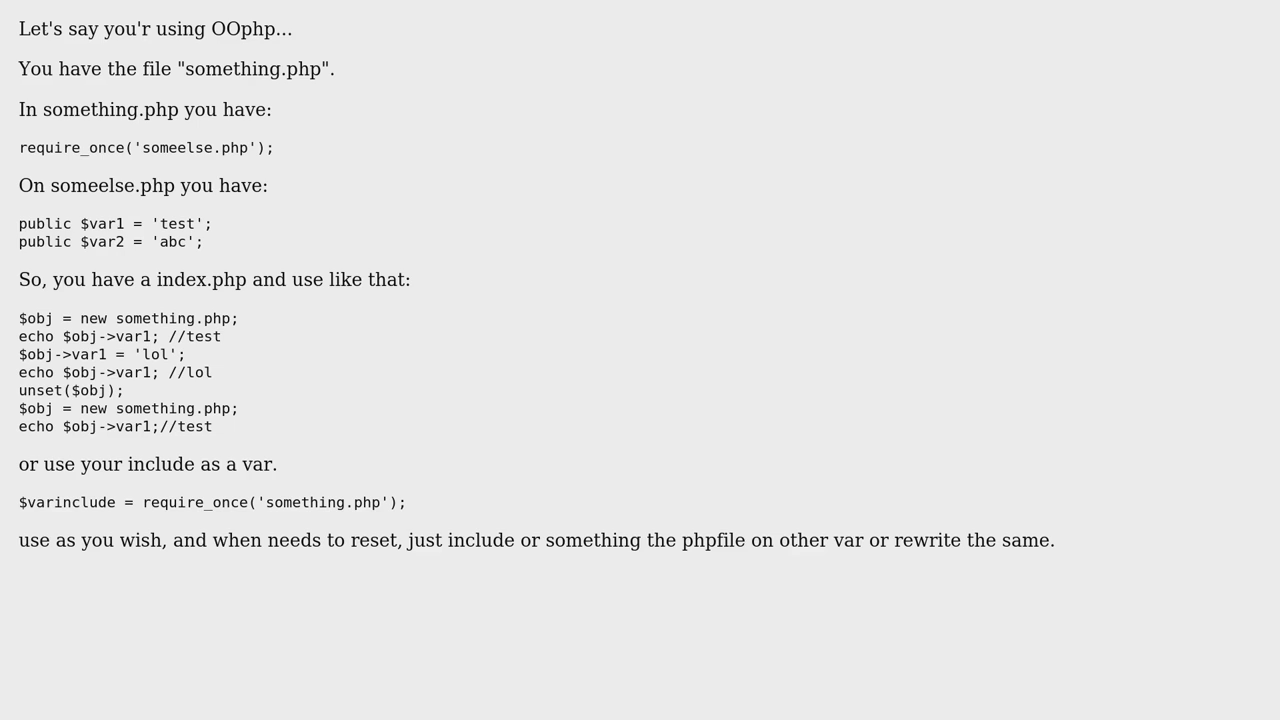 Let's say you'r using OOphp...
You have the file "something.php".
In something.php you have:
require_once('someelse.php');
On someelse.php you have:
public $var1 = 'test';
public $var2 = 'abc';
So, you have a index.php and use like that:
$obj = new something.php;
echo $obj->var1; //test
$obj->var1 = 'lol';
echo $obj->var1; //lol
unset($obj);
$obj = new something.php;
echo $obj->var1;//test
or use your include as a var.
$varinclude = require_once('something.php');
use as you wish, and when needs to reset, just include or something the phpfile on other var or rewrite the same.